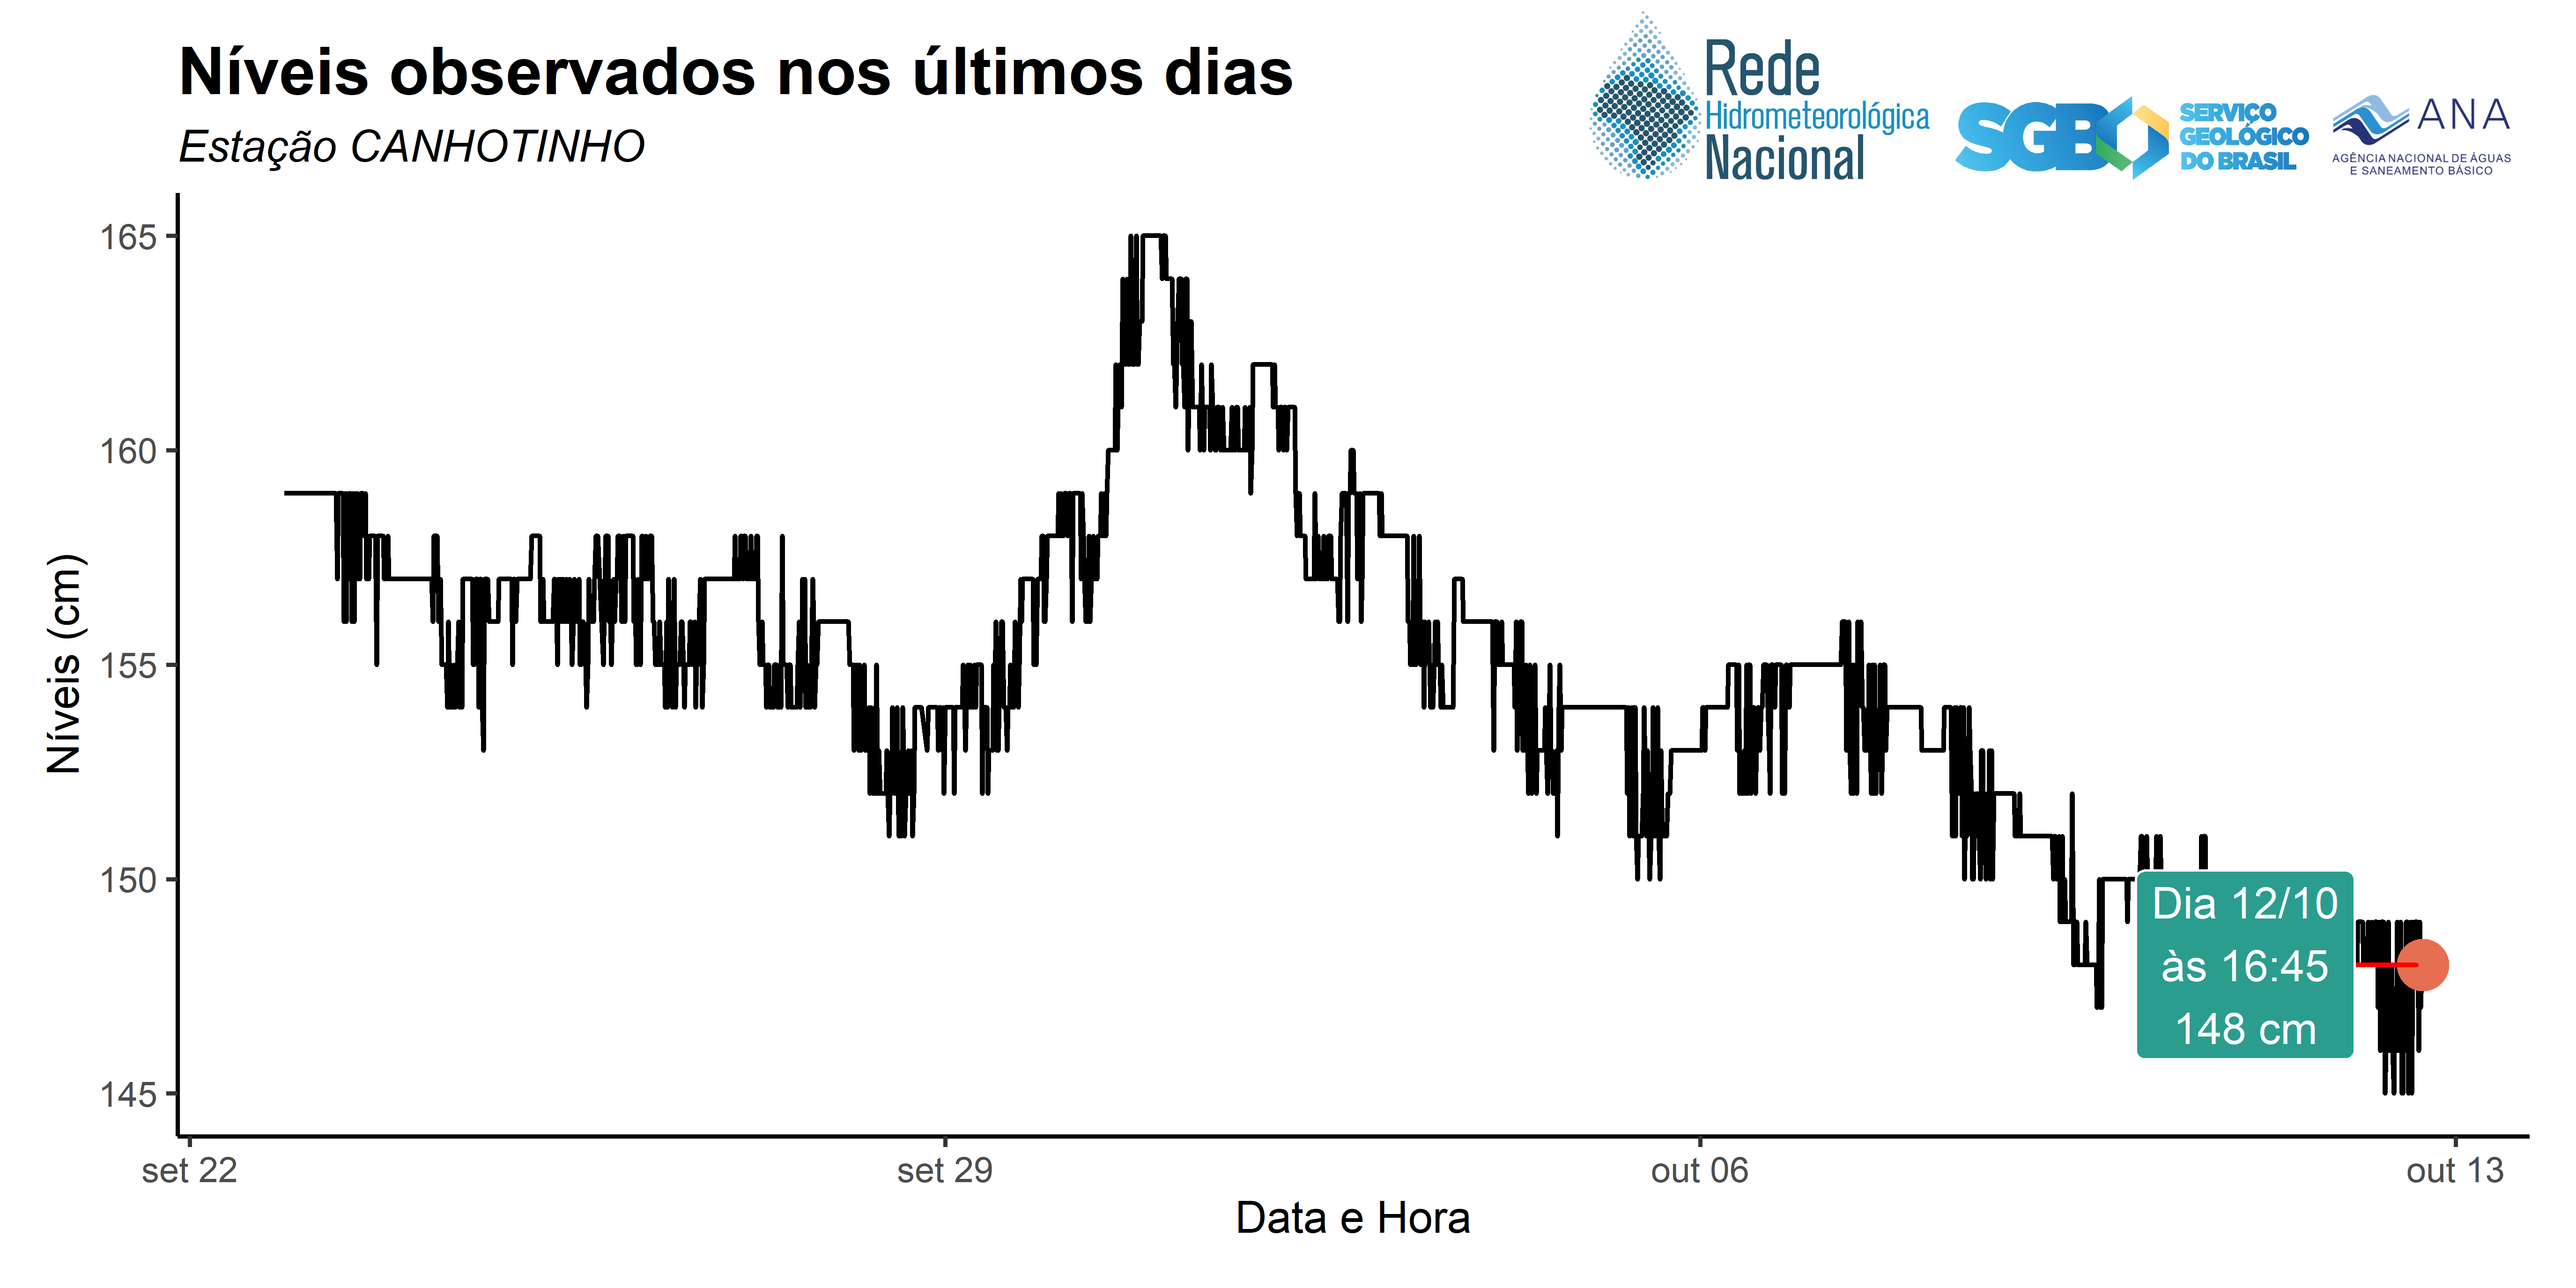 Níveis observados nos últimos dias
Estação CANHOTINHO
Rede
Hidrometeorológica
Nacional
SGB
SERVIÇO
GEOLÓGICO
DO BRASIL
ANA
AGÊNCIA NACIONAL DE ÁGUAS
E SANEAMENTO BÁSICO
Níveis (cm)
165
160
155
150
145
Dia 12/10
às 16:45
148 cm
set 22
set 29
out 06
out 13
Data e Hora